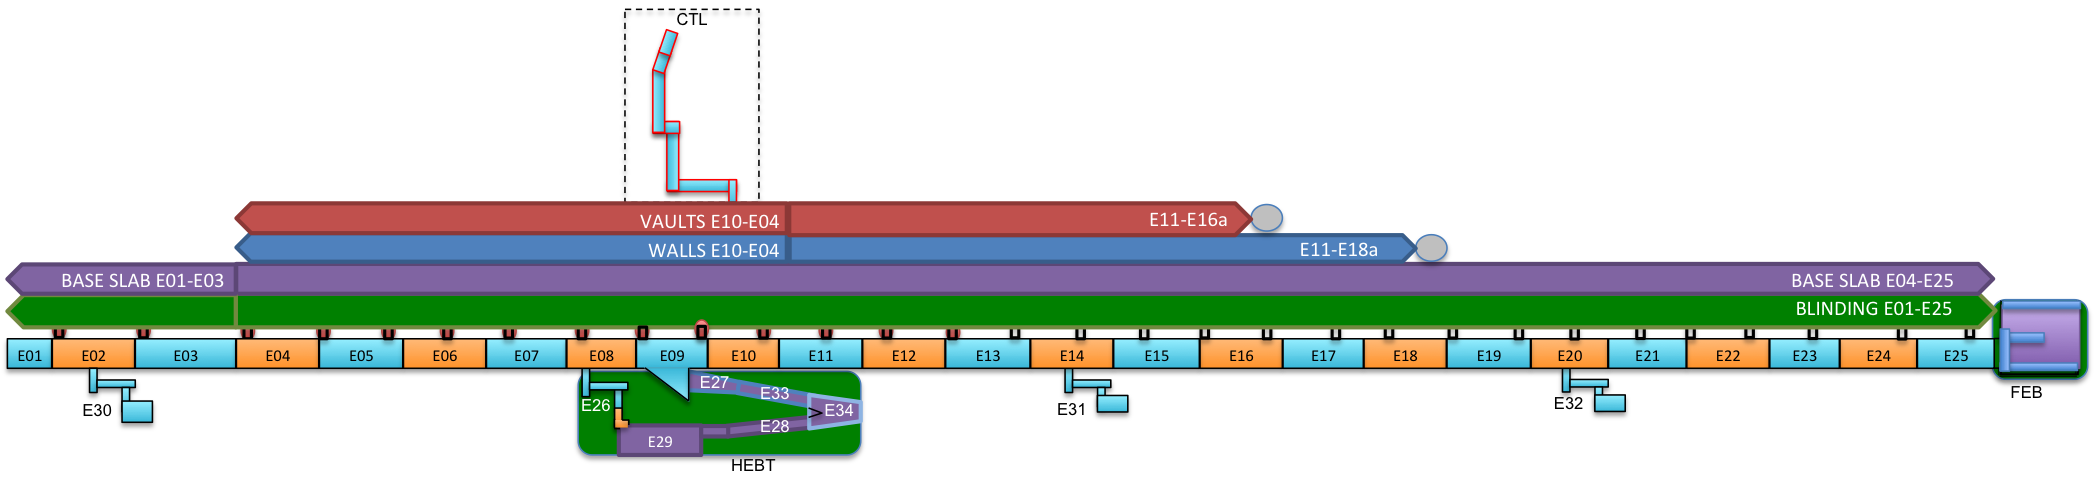 CTL
VAULTS E10-E04 E11-E16a
WALLS E10-E04 E11-E18a
BASE SLAB E01-E03 BASE SLAB E04-E25
BLINDING E01-E25
E01 E02 E03 E04 E05 E06 E07 E08 E09 E10 E11 E12 E13 E14 E15 E16 E17 E18 E19 E20 E21 E22 E23 E24 E25
E27
E33
FEB
E30 E26 E31 E32
> E34
E28
E29
HEBT